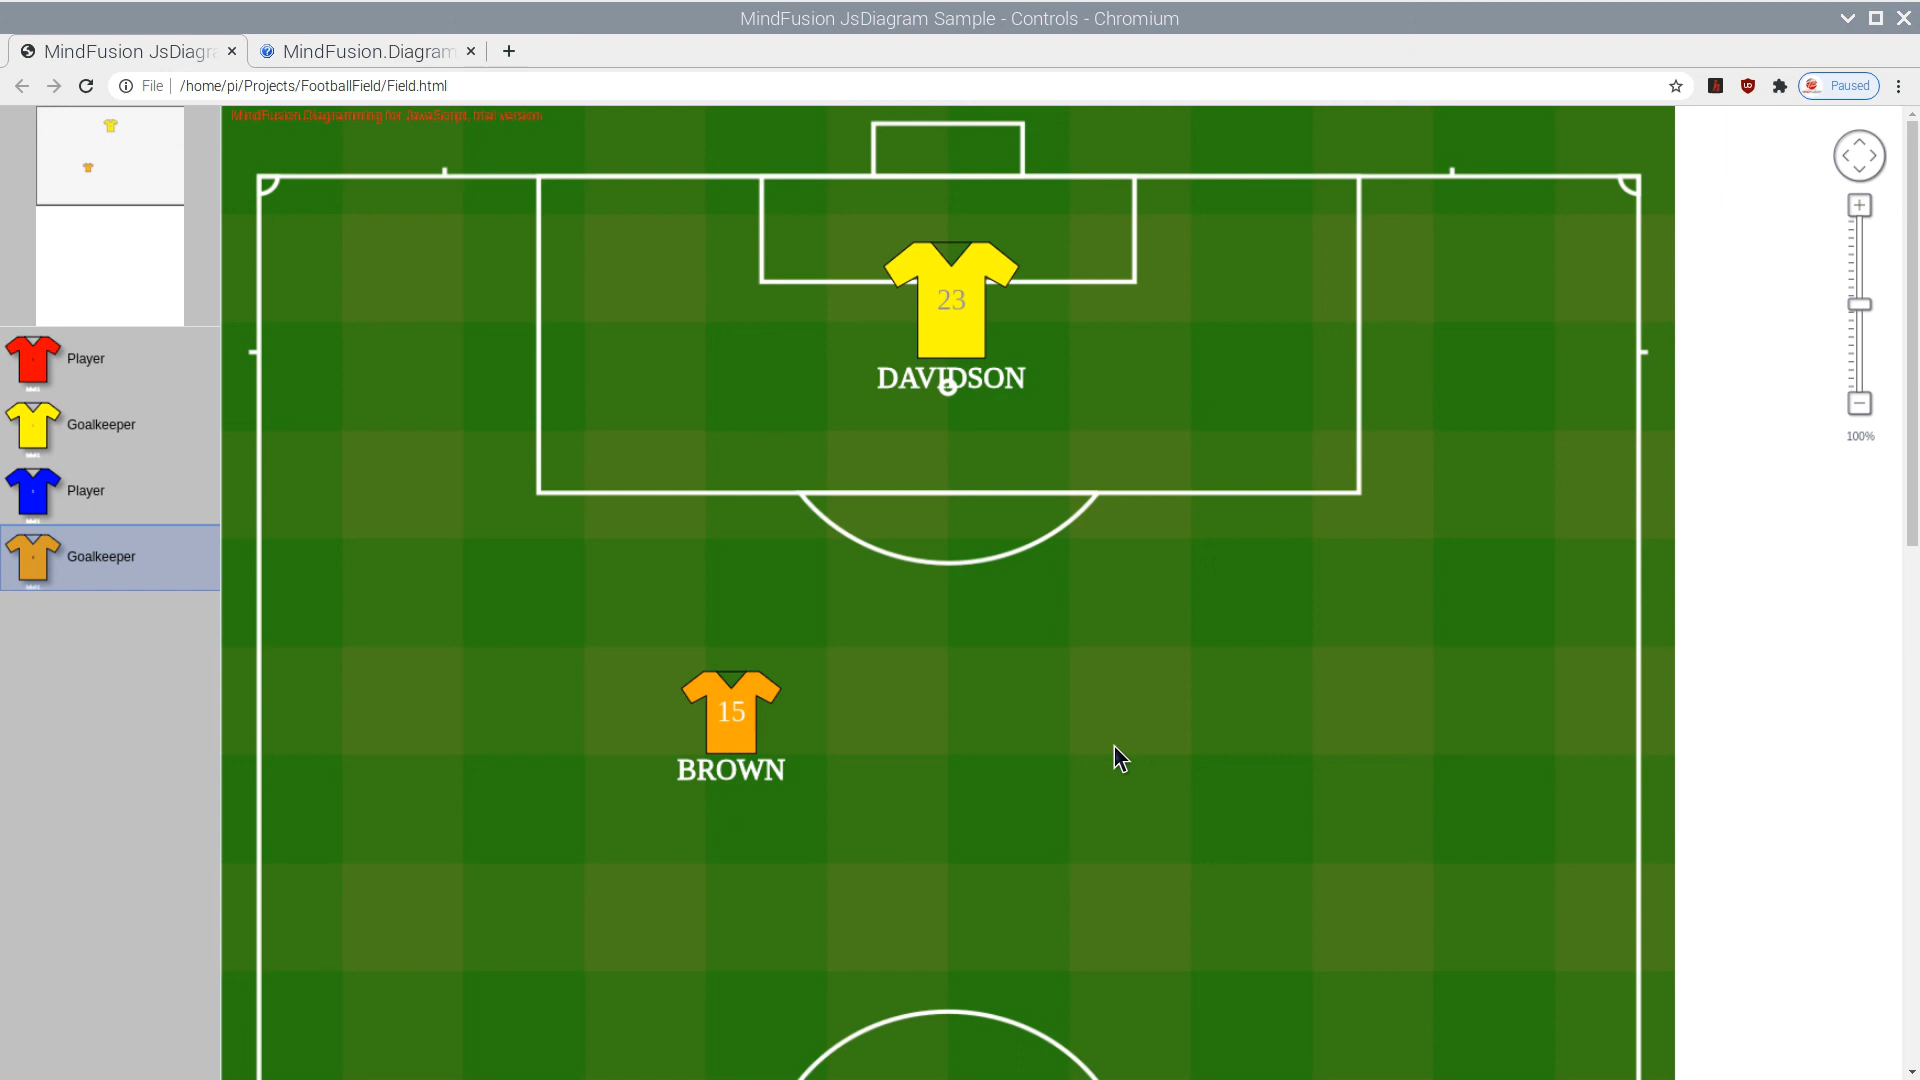 MindFusion JsDiagram Sample - Controls - Chromium
MindFusion JsDiagra
MindFusion.Diagram
File
/home/pi/Projects/FootballField/Field.html
Paused
MindFusion.Diagramming for JavaScript, trial version
Player
Goalkeeper
Player
Goalkeeper
23
DAVIDSON
15
BROWN
100%